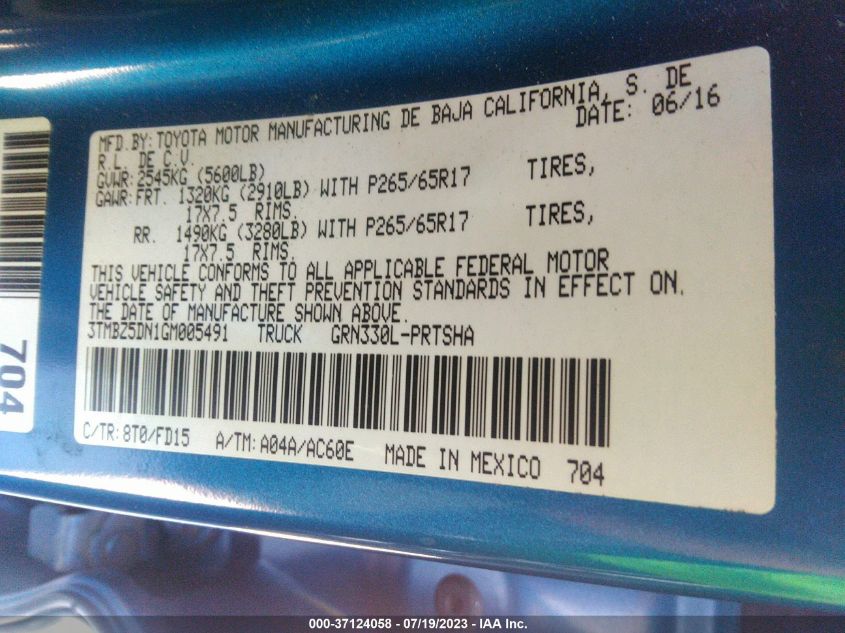 MFD.BY:TOYOTA MOTOR MANUFACTURING DE BAJA CALIFORNIA, S. DE
R.L. DE C.V. DATE: 06/16
GVWR:2545KG (5600LB)
GAWR:FRT. 1320KG (2910LB) WITH P265/65R17 TIRES,
17X7.5 RIMS.
RR. 1490KG (3280LB) WITH P265/65R17 TIRES,
17X7.5 RIMS.
THIS VEHICLE CONFORMS TO ALL APPLICABLE FEDERAL MOTOR
VEHICLE SAFETY AND THEFT PREVENTION STANDARDS IN EFFECT ON.
THE DATE OF MANUFACTURE SHOWN ABOVE.
3TMBZ5DN1GM005491 TRUCK GRN330L-PRTSHA
C/TR:8T0/FD15 A/TM:A04A/AC60E MADE IN MEXICO 704
704
000-37124058 - 07/19/2023 - IAA Inc.